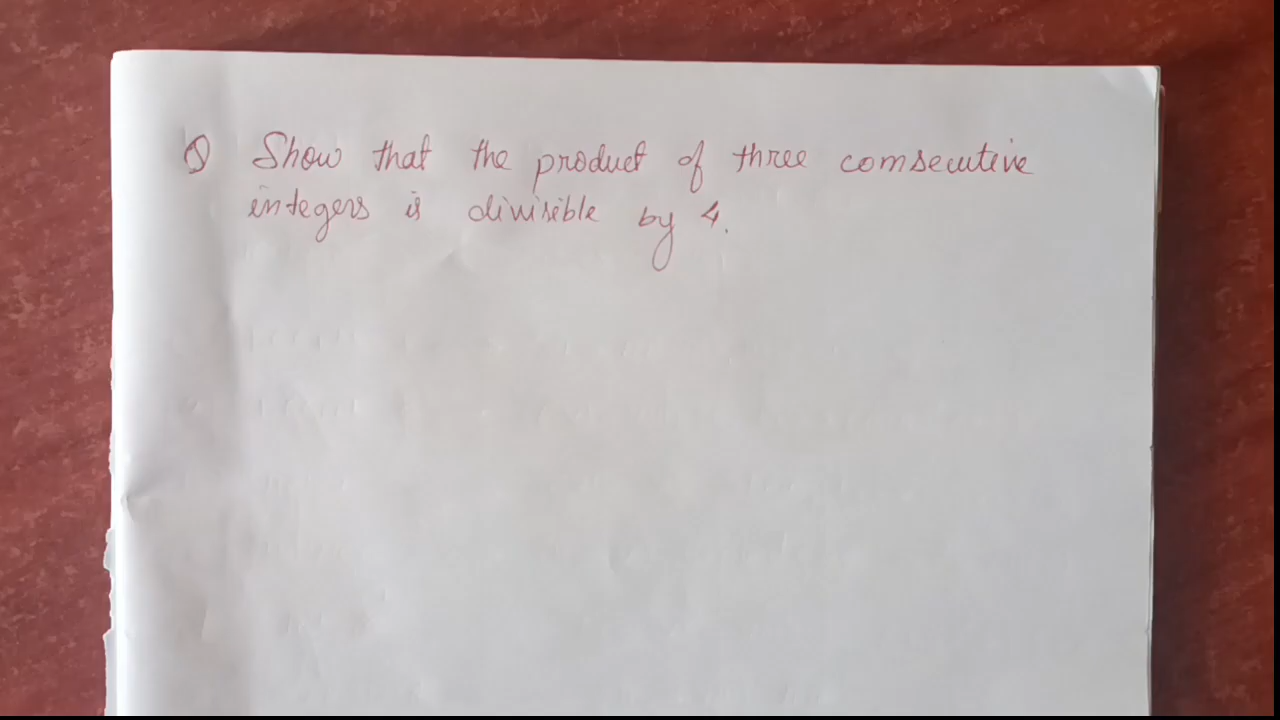 Q Show that the product of three comsecutive
integers is divisible by 4.